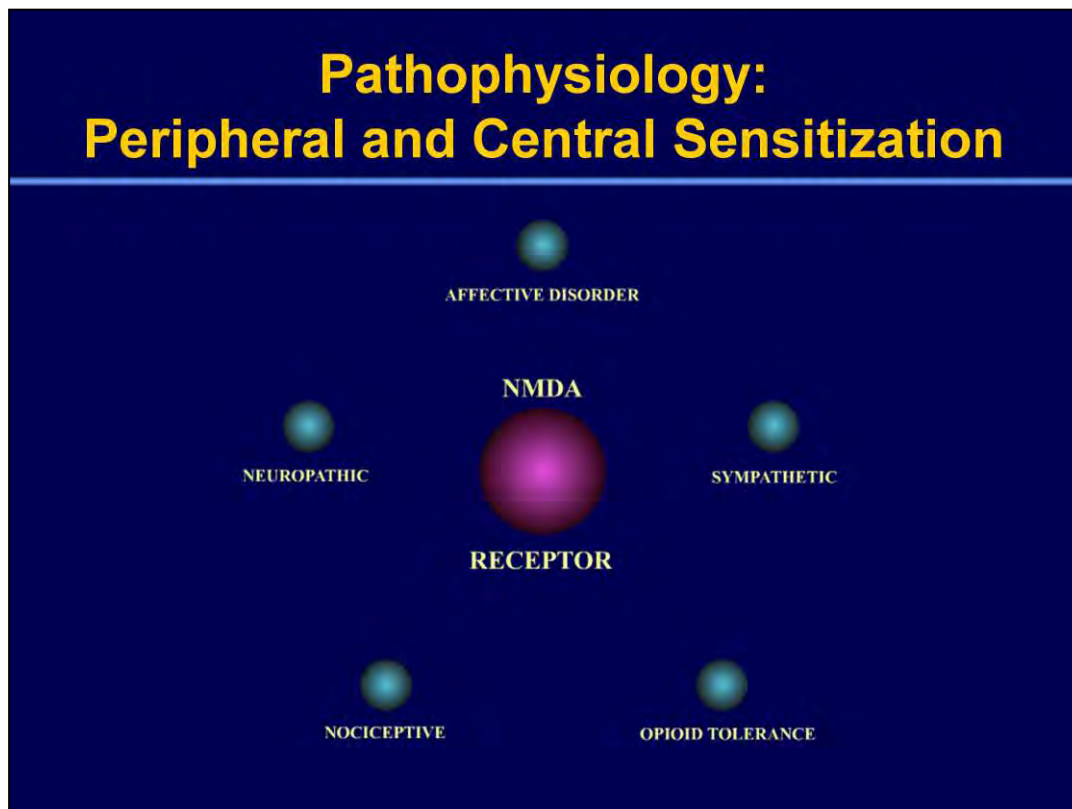 Pathophysiology:
Peripheral and Central Sensitization
AFFECTIVE DISORDER
NMDA
NEUROPATHIC
SYMPATHETIC
RECEPTOR
NOCICEPTIVE
OPIOID TOLERANCE